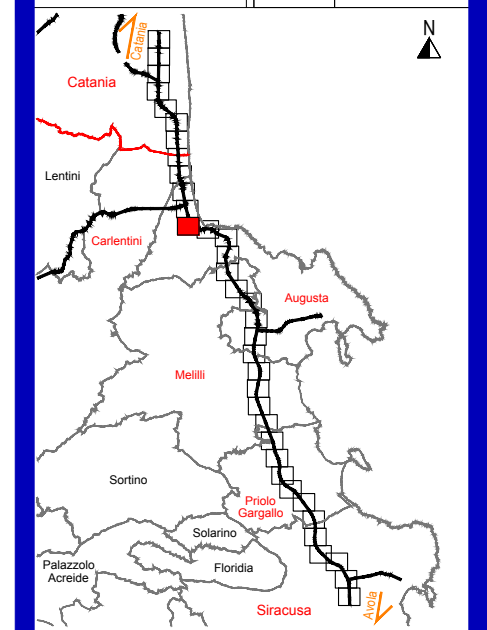 N
Catania
Catania
Lentini
Carlentini
Augusta
Melilli
Sortino
Priolo
Gargallo
Solarino
Palazzolo
Acreide
Floridia
Siracusa
Avola